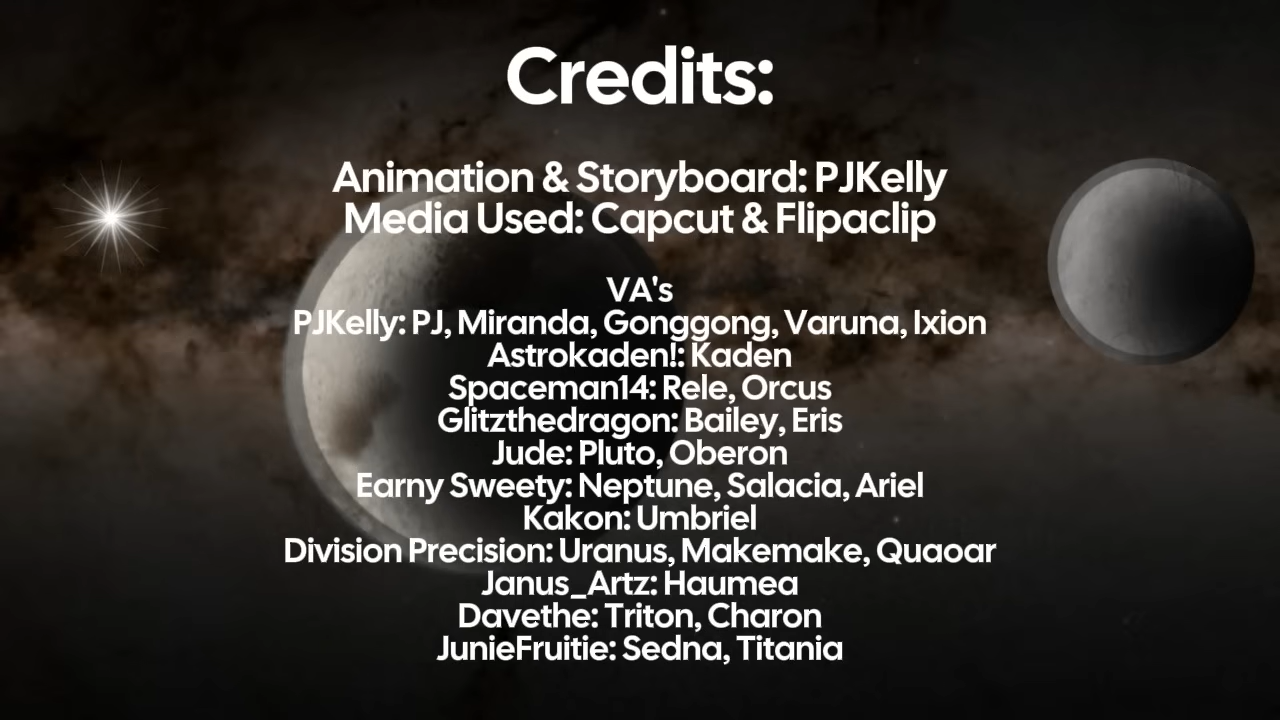 Credits:
Animation & Storyboard: PJKelly
Media Used: Capcut & Flipaclip
VA's
PJKelly: PJ, Miranda, Gonggong, Varuna, Ixion
Astrokaden!: Kaden
Spaceman14: Rele, Orcus
Glitzthedragon: Bailey, Eris
Jude: Pluto, Oberon
Earny Sweety: Neptune, Salacia, Ariel
Kakon: Umbriel
Division Precision: Uranus, Makemake, Quaoar
Janus_Artz: Haumea
Davethe: Triton, Charon
JunieFruitie: Sedna, Titania